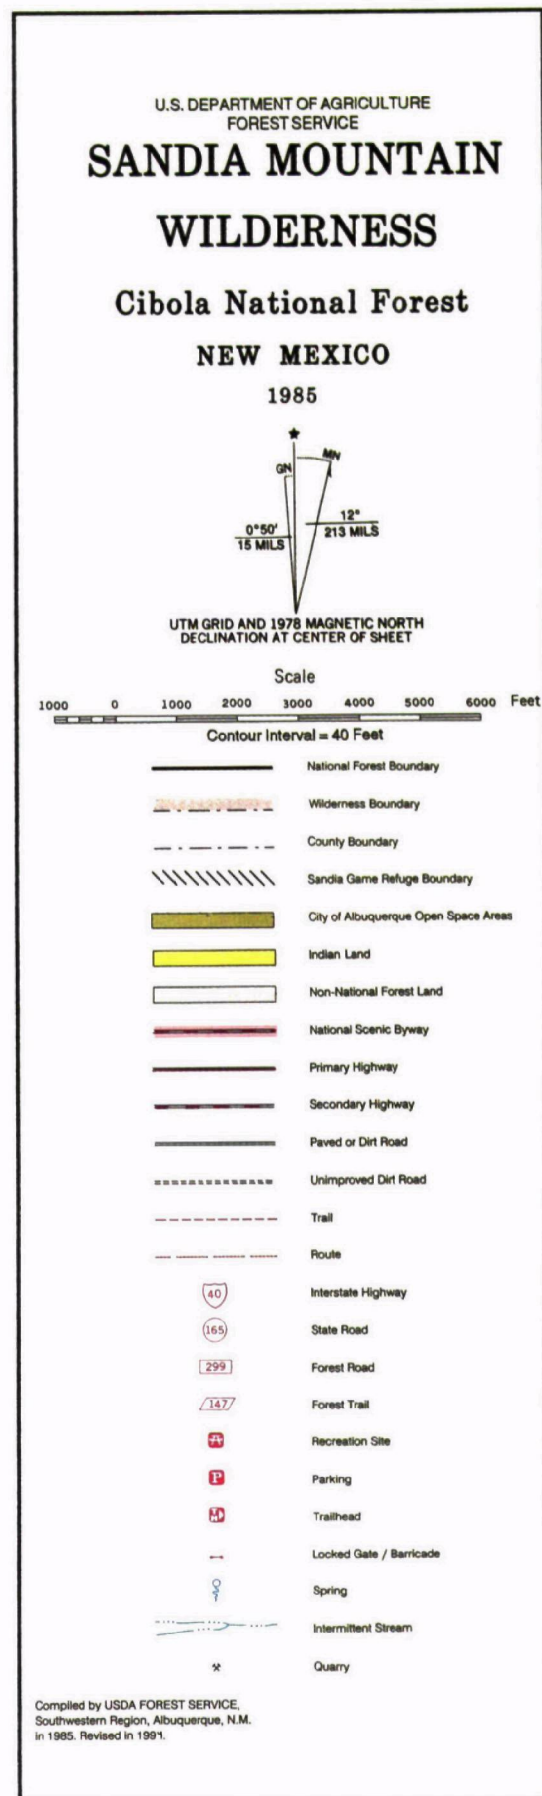 U.S. DEPARTMENT OF AGRICULTURE
FOREST SERVICE
SANDIA MOUNTAIN
WILDERNESS
Cibola National Forest
NEW MEXICO
1985
GN
MN
0°50'
15 MILS
12°
213 MILS
UTM GRID AND 1978 MAGNETIC NORTH
DECLINATION AT CENTER OF SHEET
Scale
1000 0 1000 2000 3000 4000 5000 6000 Feet
Contour Interval = 40 Feet
National Forest Boundary
Wilderness Boundary
County Boundary
Sandia Game Refuge Boundary
City of Albuquerque Open Space Areas
Indian Land
Non-National Forest Land
National Scenic Byway
Primary Highway
Secondary Highway
Paved or Dirt Road
Unimproved Dirt Road
Trail
Route
40 Interstate Highway
165 State Road
299 Forest Road
147 Forest Trail
Recreation Site
P Parking
TH Trailhead
Locked Gate / Barricade
Spring
Intermittent Stream
Quarry
Compiled by USDA FOREST SERVICE,
Southwestern Region, Albuquerque, N.M.
in 1985. Revised in 1991.